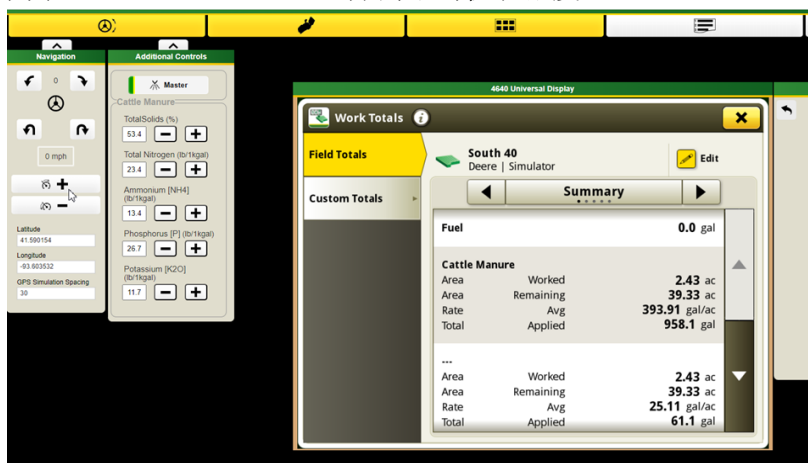 Navigation
0
0 mph
Latitude
41.590154
Longitude
-93.603532
GPS Simulation Spacing
30
Additional Controls
Master
Cattle Manure
TotalSolids (%)
53.4
Total Nitrogen (lb/1kgal)
23.4
Ammonium [NH4]
(lb/1kgal)
13.4
Phosphorus [P] (lb/1kgal)
26.7
Potassium [K2O]
(lb/1kgal)
11.7
4640 Universal Display
Work Totals
Field Totals
Custom Totals
South 40
Deere | Simulator
Edit
Summary
Fuel 0.0 gal
Cattle Manure
Area Worked 2.43 ac
Area Remaining 39.33 ac
Rate Avg 393.91 gal/ac
Total Applied 958.1 gal
---
Area Worked 2.43 ac
Area Remaining 39.33 ac
Rate Avg 25.11 gal/ac
Total Applied 61.1 gal